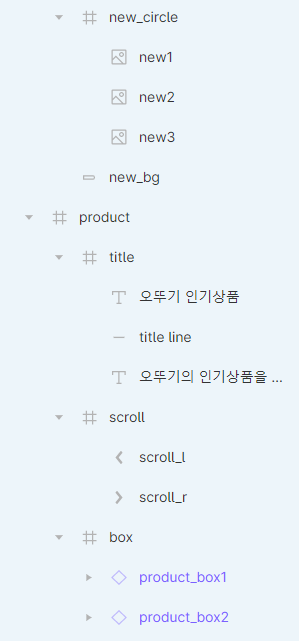 new_circle
new1
new2
new3
new_bg
product
title
오뚜기 인기상품
title line
오뚜기의 인기상품을 ...
scroll
scroll_l
scroll_r
box
product_box1
product_box2